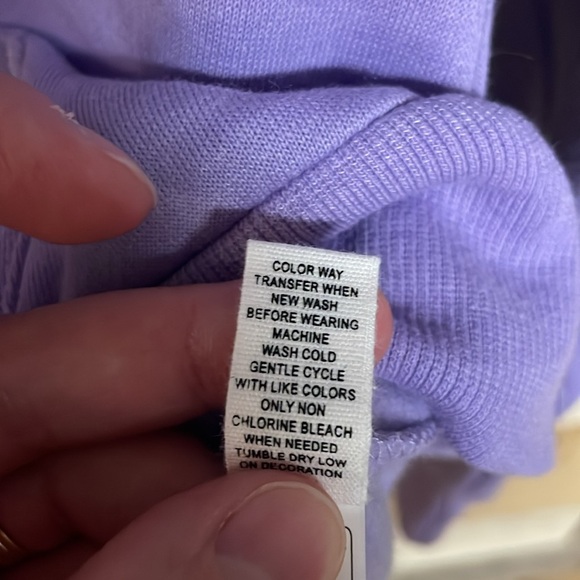 COLOR WAY
TRANSFER WHEN
NEW WASH
BEFORE WEARING
MACHINE
WASH COLD
GENTLE CYCLE
WITH LIKE COLORS
ONLY NON
CHLORINE BLEACH
WHEN NEEDED
TUMBLE DRY LOW
ON DECORATION